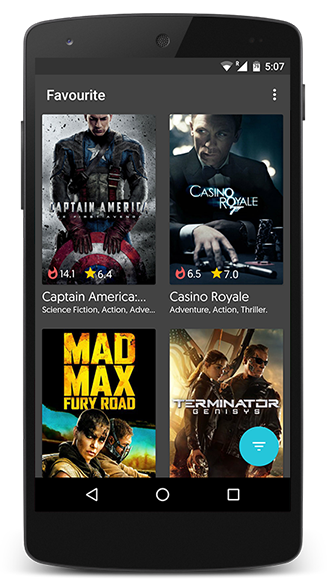 5:07
Favourite
CAPTAIN AMERICA
THE FIRST AVENGER
CASINO
ROYALE
14.1 6.4
6.5 7.0
Captain America:...
Science Fiction, Action, Adve...
Casino Royale
Adventure, Action, Thriller.
MAD
MAX
FURY ROAD
TERMINATOR
GENISYS